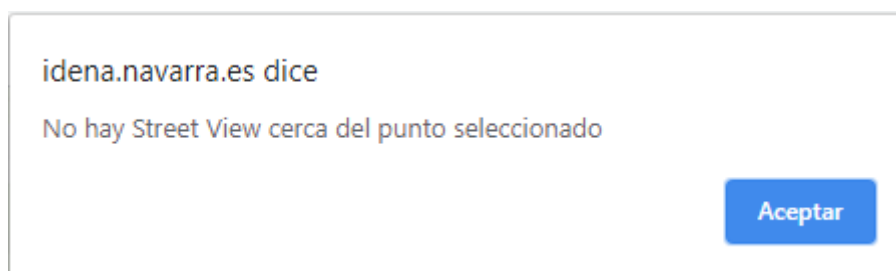 idena.navarra.es dice
No hay Street View cerca del punto seleccionado
Aceptar